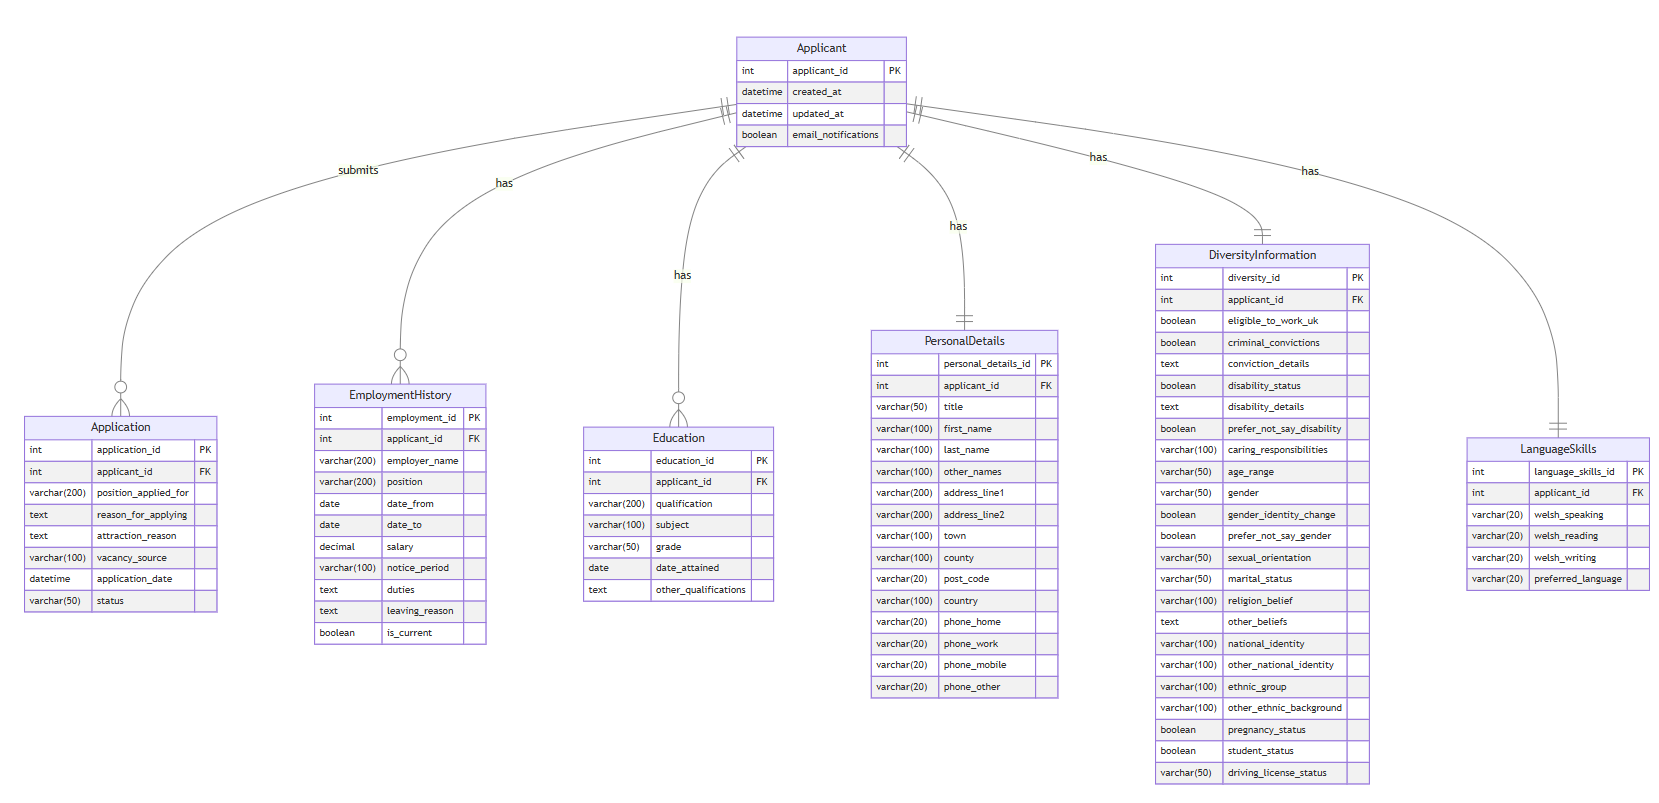 Applicant
int applicant_id PK
datetime created_at
datetime updated_at
boolean email_notifications
submits
has
has
has
has
has
Application
int application_id PK
int applicant_id FK
varchar(200) position_applied_for
text reason_for_applying
text attraction_reason
varchar(100) vacancy_source
datetime application_date
varchar(50) status
EmploymentHistory
int employment_id PK
int applicant_id FK
varchar(200) employer_name
varchar(200) position
date date_from
date date_to
decimal salary
varchar(100) notice_period
text duties
text leaving_reason
boolean is_current
Education
int education_id PK
int applicant_id FK
varchar(200) qualification
varchar(100) subject
varchar(50) grade
date date_attained
text other_qualifications
PersonalDetails
int personal_details_id PK
int applicant_id FK
varchar(50) title
varchar(100) first_name
varchar(100) last_name
varchar(100) other_names
varchar(200) address_line1
varchar(200) address_line2
varchar(100) town
varchar(100) county
varchar(20) post_code
varchar(100) country
varchar(20) phone_home
varchar(20) phone_work
varchar(20) phone_mobile
varchar(20) phone_other
DiversityInformation
int diversity_id PK
int applicant_id FK
boolean eligible_to_work_uk
boolean criminal_convictions
text conviction_details
boolean disability_status
text disability_details
boolean prefer_not_say_disability
varchar(100) caring_responsibilities
varchar(50) age_range
varchar(50) gender
boolean gender_identity_change
boolean prefer_not_say_gender
varchar(50) sexual_orientation
varchar(50) marital_status
varchar(100) religion_belief
text other_beliefs
varchar(100) national_identity
varchar(100) other_national_identity
varchar(100) ethnic_group
varchar(100) other_ethnic_background
boolean pregnancy_status
boolean student_status
varchar(50) driving_license_status
LanguageSkills
int language_skills_id PK
int applicant_id FK
varchar(20) welsh_speaking
varchar(20) welsh_reading
varchar(20) welsh_writing
varchar(20) preferred_language